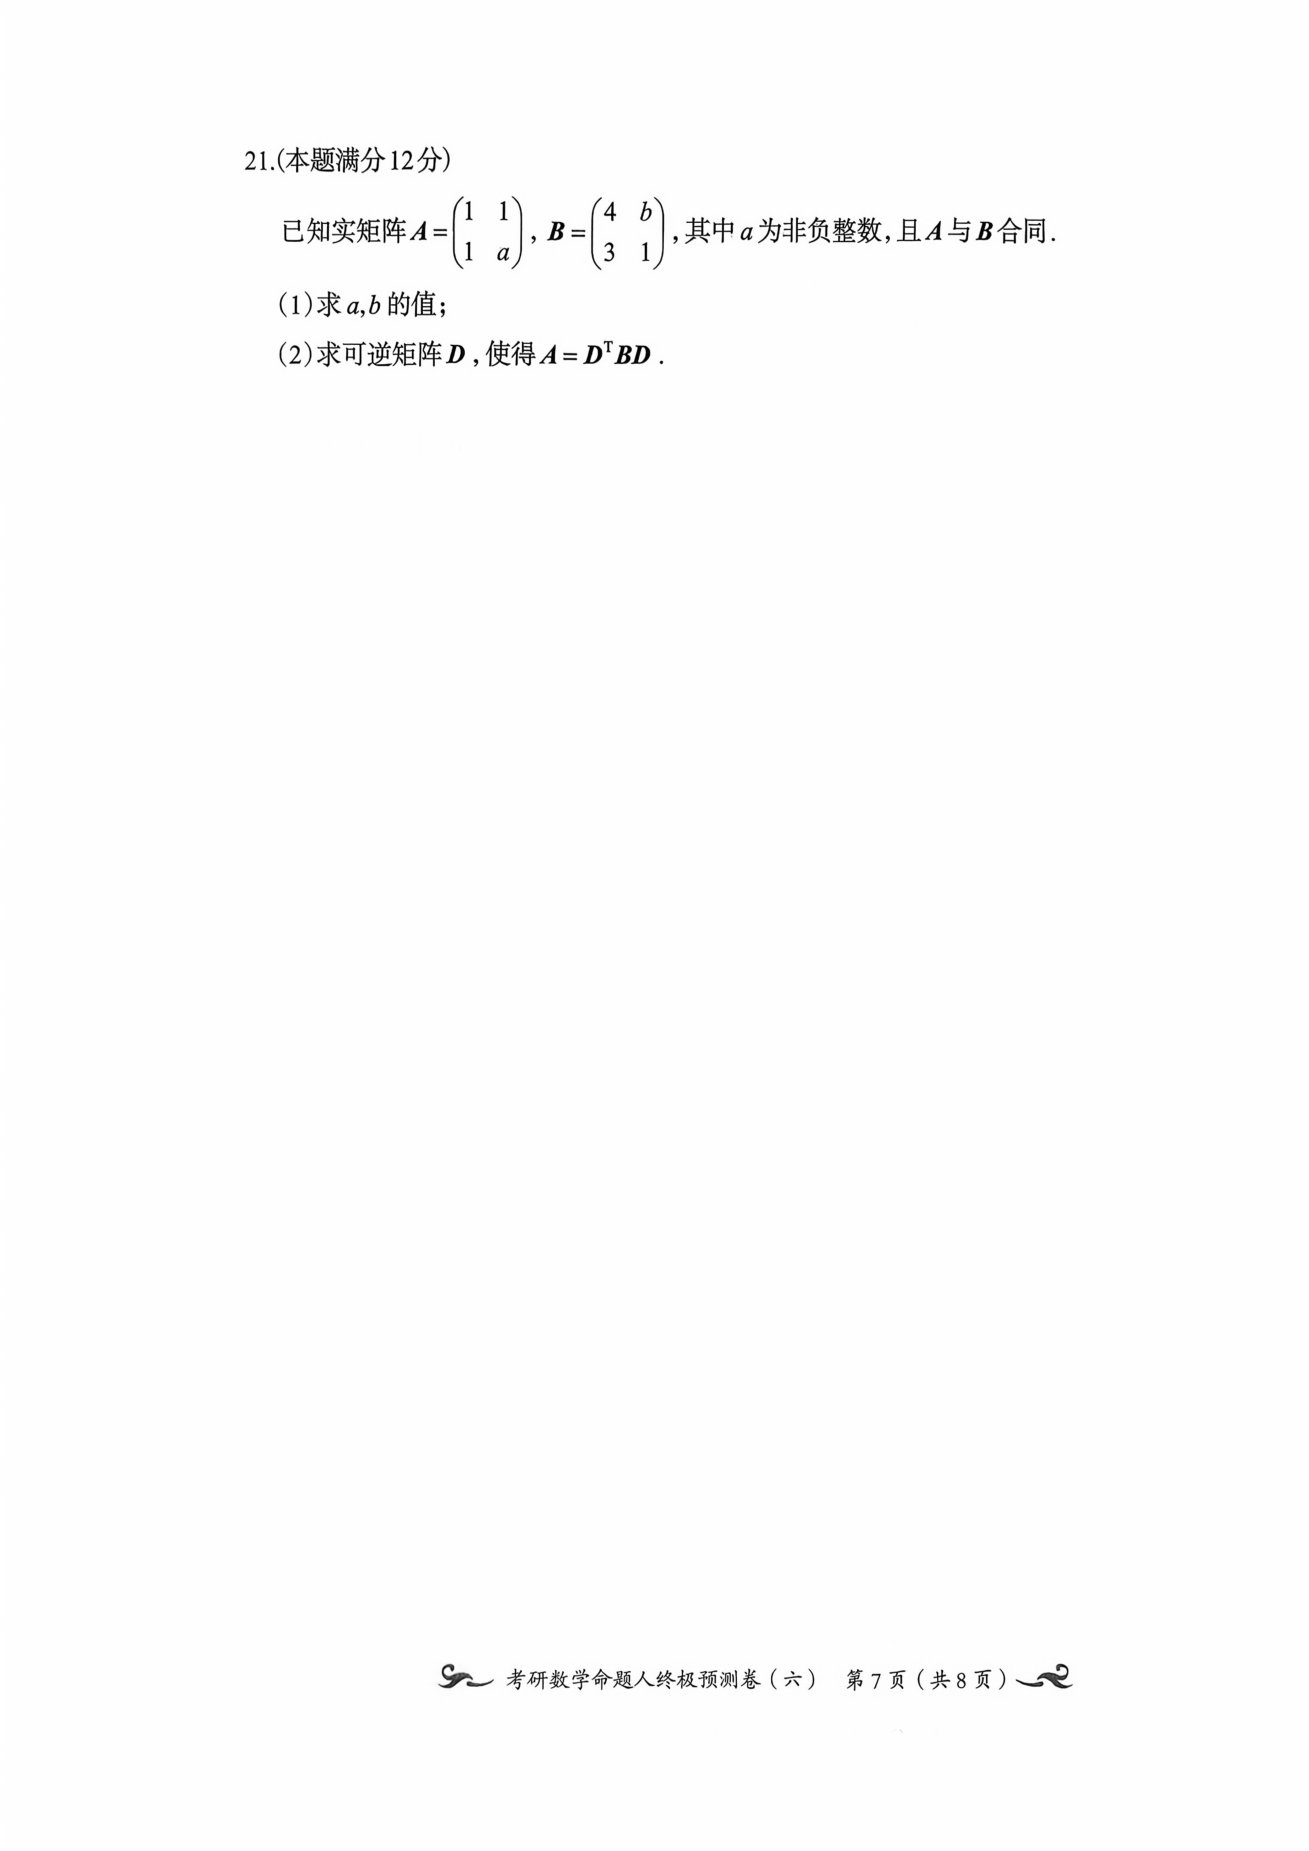 21.(本题满分12分)
已知实矩阵A=(1 1
1 a), B=(4 b
3 1),其中a为非负整数,且A与B合同.
(1)求a,b的值;
(2)求可逆矩阵D,使得A=DᵀBD.
考研数学命题人终极预测卷(六) 第7页(共8页)